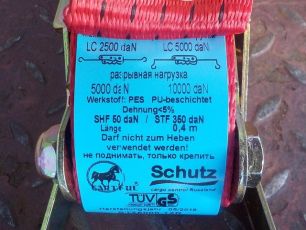 LC 2500 daN LC 5000 daN
разрывная нагрузка
5000 daN 10000 daN
Werkstoff: PES PU-beschichtet
Dehnung<5%
SHF 50 daN / STF 350 daN
Länge 0,4 m
Darf nicht zum Heben
verwendet werden!
не поднимать, только крепить
Schutz
cargo control Russland
TÜV GS
Herstellungsjahr